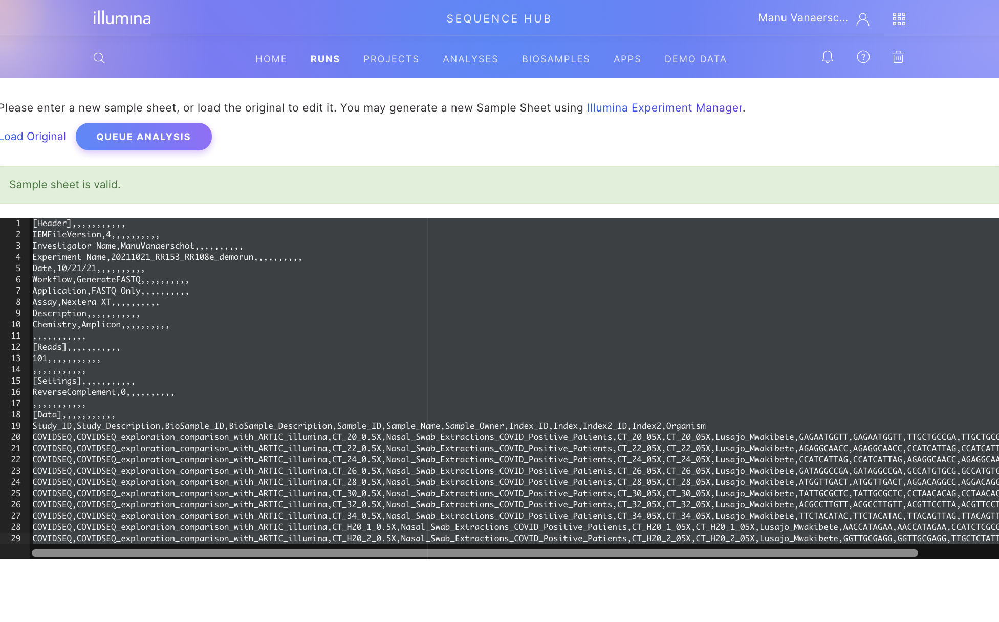 illumina
SEQUENCE HUB
Manu Vanaersc...
HOME RUNS PROJECTS ANALYSES BIOSAMPLES APPS DEMO DATA
Please enter a new sample sheet, or load the original to edit it. You may generate a new Sample Sheet using Illumina Experiment Manager.
Load Original QUEUE ANALYSIS
Sample sheet is valid.
1 [Header],,,,,,,,,,,
2 IEMFileVersion,4,,,,,,,,,,
3 Investigator Name,ManuVanaerschot,,,,,,,,,,
4 Experiment Name,20211021_RR153_RR108e_demorun,,,,,,,,,,
5 Date,10/21/21,,,,,,,,,,
6 Workflow,GenerateFASTQ,,,,,,,,,,
7 Application,FASTQ Only,,,,,,,,,,
8 Assay,Nextera XT,,,,,,,,,,
9 Description,,,,,,,,,,,
10 Chemistry,Amplicon,,,,,,,,,,
11 ,,,,,,,,,,,
12 [Reads],,,,,,,,,,,
13 101,,,,,,,,,,,
14 ,,,,,,,,,,,
15 [Settings],,,,,,,,,,,
16 ReverseComplement,0,,,,,,,,,,
17 ,,,,,,,,,,,
18 [Data],,,,,,,,,,,
19 Study_ID,Study_Description,BioSample_ID,BioSample_Description,Sample_ID,Sample_Name,Sample_Owner,Index_ID,Index,Index2_ID,Index2,Organism
20 COVIDSEQ,COVIDSEQ_exploration_comparison_with_ARTIC_illumina,CT_20_0.5X,Nasal_Swab_Extractions_COVID_Positive_Patients,CT_20_05X,CT_20_05X,Lusajo_Mwakibete,GAGAATGGTT,GAGAATGGTT,TTGCTGCCGA,TTGCTGCC
21 COVIDSEQ,COVIDSEQ_exploration_comparison_with_ARTIC_illumina,CT_22_0.5X,Nasal_Swab_Extractions_COVID_Positive_Patients,CT_22_05X,CT_22_05X,Lusajo_Mwakibete,AGAGGCAACC,AGAGGCAACC,CCATCATTAG,CCATCATT
22 COVIDSEQ,COVIDSEQ_exploration_comparison_with_ARTIC_illumina,CT_24_0.5X,Nasal_Swab_Extractions_COVID_Positive_Patients,CT_24_05X,CT_24_05X,Lusajo_Mwakibete,CCATCATTAG,CCATCATTAG,AGAGGCAACC,AGAGGCAA
23 COVIDSEQ,COVIDSEQ_exploration_comparison_with_ARTIC_illumina,CT_26_0.5X,Nasal_Swab_Extractions_COVID_Positive_Patients,CT_26_05X,CT_26_05X,Lusajo_Mwakibete,GATAGGCCGA,GATAGGCCGA,GCCATGTGCG,GCCATGTG
24 COVIDSEQ,COVIDSEQ_exploration_comparison_with_ARTIC_illumina,CT_28_0.5X,Nasal_Swab_Extractions_COVID_Positive_Patients,CT_28_05X,CT_28_05X,Lusajo_Mwakibete,ATGGTTGACT,ATGGTTGACT,AGGACAGGCC,AGGACAGG
25 COVIDSEQ,COVIDSEQ_exploration_comparison_with_ARTIC_illumina,CT_30_0.5X,Nasal_Swab_Extractions_COVID_Positive_Patients,CT_30_05X,CT_30_05X,Lusajo_Mwakibete,TATTGCGCTC,TATTGCGCTC,CCTAACACAG,CCTAACAC
26 COVIDSEQ,COVIDSEQ_exploration_comparison_with_ARTIC_illumina,CT_32_0.5X,Nasal_Swab_Extractions_COVID_Positive_Patients,CT_32_05X,CT_32_05X,Lusajo_Mwakibete,ACGCCTTGTT,ACGCCTTGTT,ACGTTCCTTA,ACGTTCCT
27 COVIDSEQ,COVIDSEQ_exploration_comparison_with_ARTIC_illumina,CT_34_0.5X,Nasal_Swab_Extractions_COVID_Positive_Patients,CT_34_05X,CT_34_05X,Lusajo_Mwakibete,TTCTACATAC,TTCTACATAC,TTACAGTTAG,TTACAGTT
28 COVIDSEQ,COVIDSEQ_exploration_comparison_with_ARTIC_illumina,CT_H20_1_0.5X,Nasal_Swab_Extractions_COVID_Positive_Patients,CT_H20_1_05X,CT_H20_1_05X,Lusajo_Mwakibete,AACCATAGAA,AACCATAGAA,CCATCTCGCC
29 COVIDSEQ,COVIDSEQ_exploration_comparison_with_ARTIC_illumina,CT_H20_2_0.5X,Nasal_Swab_Extractions_COVID_Positive_Patients,CT_H20_2_05X,CT_H20_2_05X,Lusajo_Mwakibete,GGTTGCGAGG,GGTTGCGAGG,TTGCTCTATT